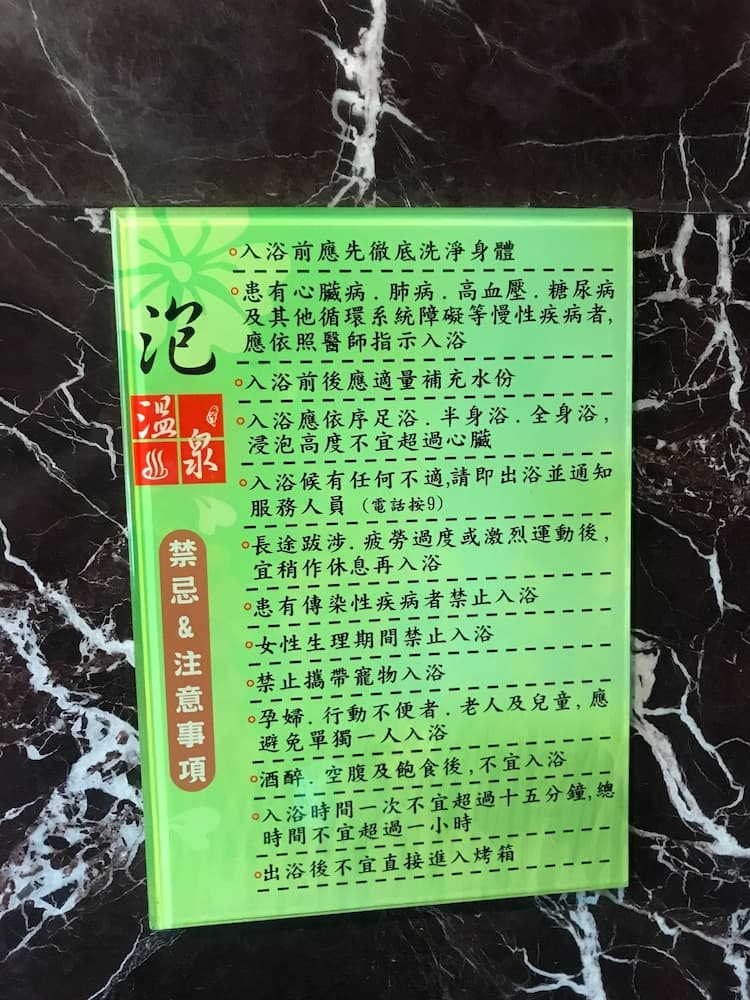 泡
溫泉
禁忌&注意事項
入浴前應先徹底洗淨身體
患有心臟病．肺病．高血壓．糖尿病
及其他循環系統障礙等慢性疾病者，
應依照醫師指示入浴
入浴前後應適量補充水份
入浴應依序足浴．半身浴．全身浴，
浸泡高度不宜超過心臟
入浴候有任何不適,請即出浴並通知
服務人員（電話按9）
長途跋涉．疲勞過度或激烈運動後，
宜稍作休息再入浴
患有傳染性疾病者禁止入浴
女性生理期間禁止入浴
禁止攜帶寵物入浴
孕婦．行動不便者．老人及兒童，應
避免單獨一人入浴
酒醉．空腹及飽食後,不宜入浴
入浴時間一次不宜超過十五分鐘,總
時間不宜超過一小時
出浴後不宜直接進入烤箱